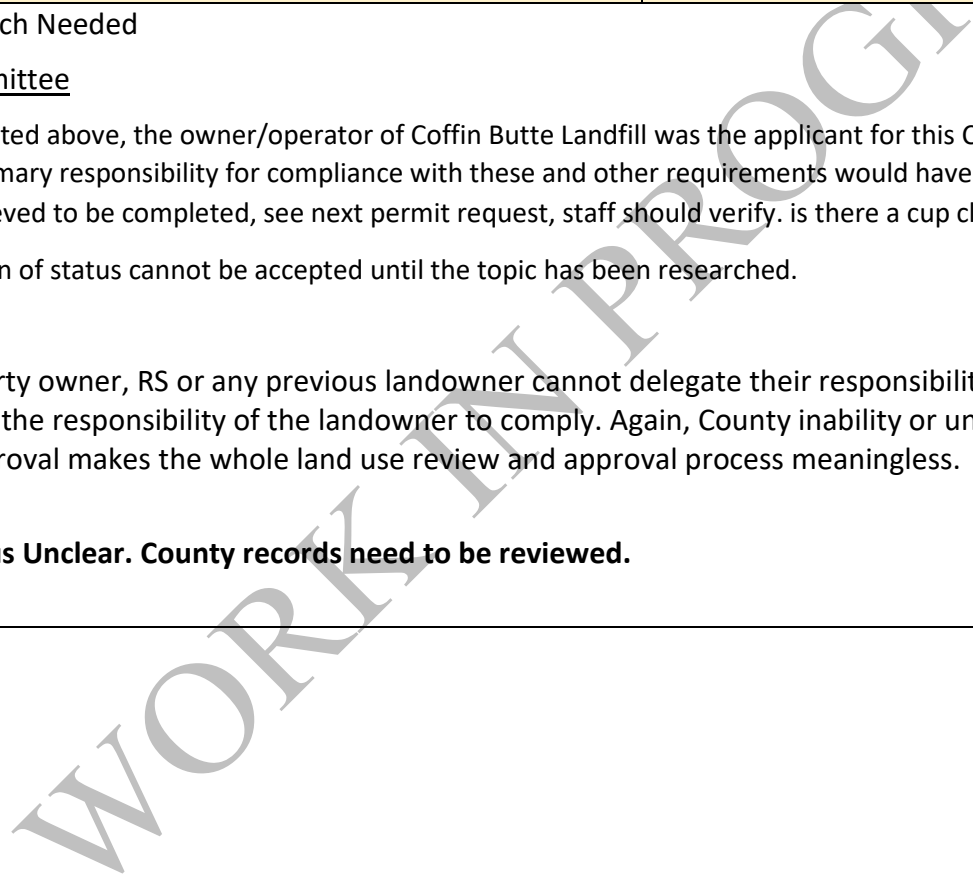 ch Needed
mittee
ted above, the owner/operator of Coffin Butte Landfill was the applicant for this C
mary responsibility for compliance with these and other requirements would have
eved to be completed, see next permit request, staff should verify. is there a cup cl
n of status cannot be accepted until the topic has been researched.
rty owner, RS or any previous landowner cannot delegate their responsibilit
the responsibility of the landowner to comply. Again, County inability or un
roval makes the whole land use review and approval process meaningless.
us Unclear. County records need to be reviewed.
WORK IN PROG